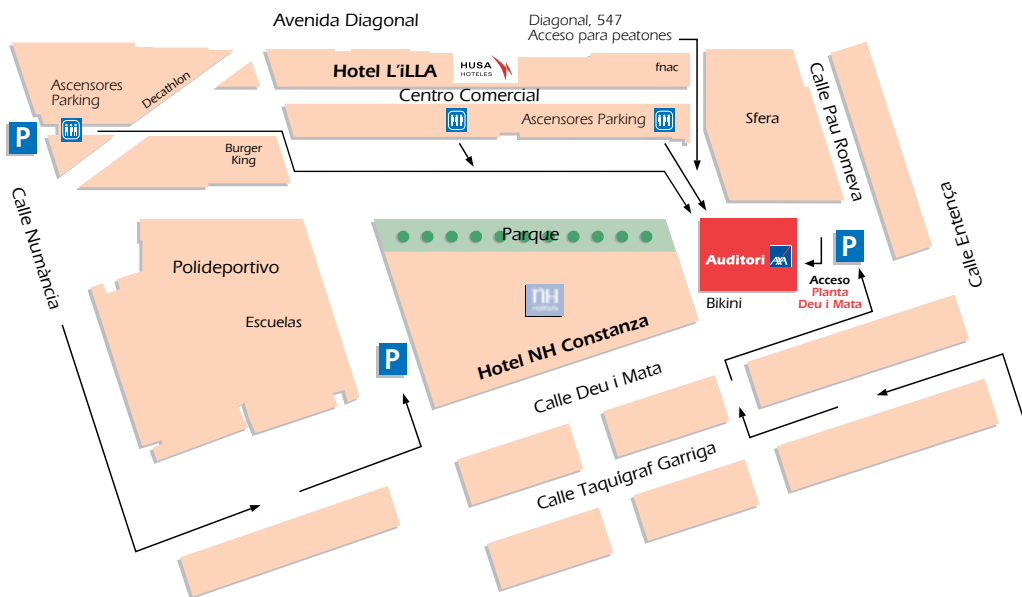 Avenida Diagonal
Diagonal, 547
Acceso para peatones
Hotel L'iLLA
HUSA
HOTELES
fnac
Ascensores
Parking
Decathlon
Centro Comercial
Ascensores Parking
Sfera
Calle Pau Romeva
P
Burger
King
Calle Numància
Calle Entença
Parque
Polideportivo
Auditori
AXA
P
Acceso
Planta
Deu i Mata
Bikini
nH
Escuelas
Hotel NH Constanza
P
Calle Deu i Mata
Calle Taquigraf Garriga